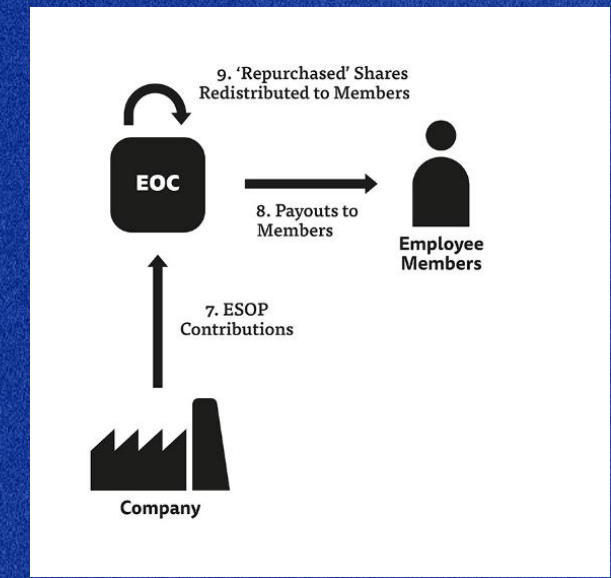 9. ‘Repurchased’ Shares
Redistributed to Members
EOC
8. Payouts to
Members
Employee
Members
7. ESOP
Contributions
Company